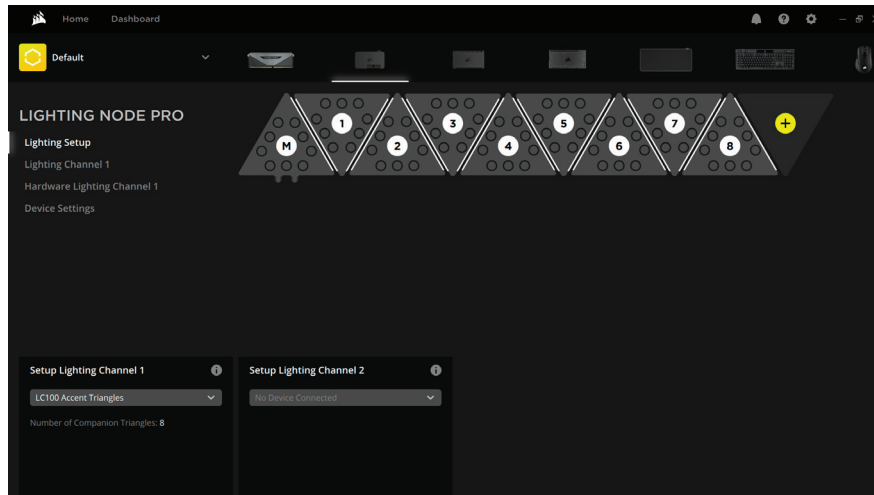 Home Dashboard
Default
LIGHTING NODE PRO
Lighting Setup
Lighting Channel 1
Hardware Lighting Channel 1
Device Settings
M 1 2 3 4 5 6 7 8 +
Setup Lighting Channel 1
LC100 Accent Triangles
Number of Companion Triangles: 8
Setup Lighting Channel 2
No Device Connected